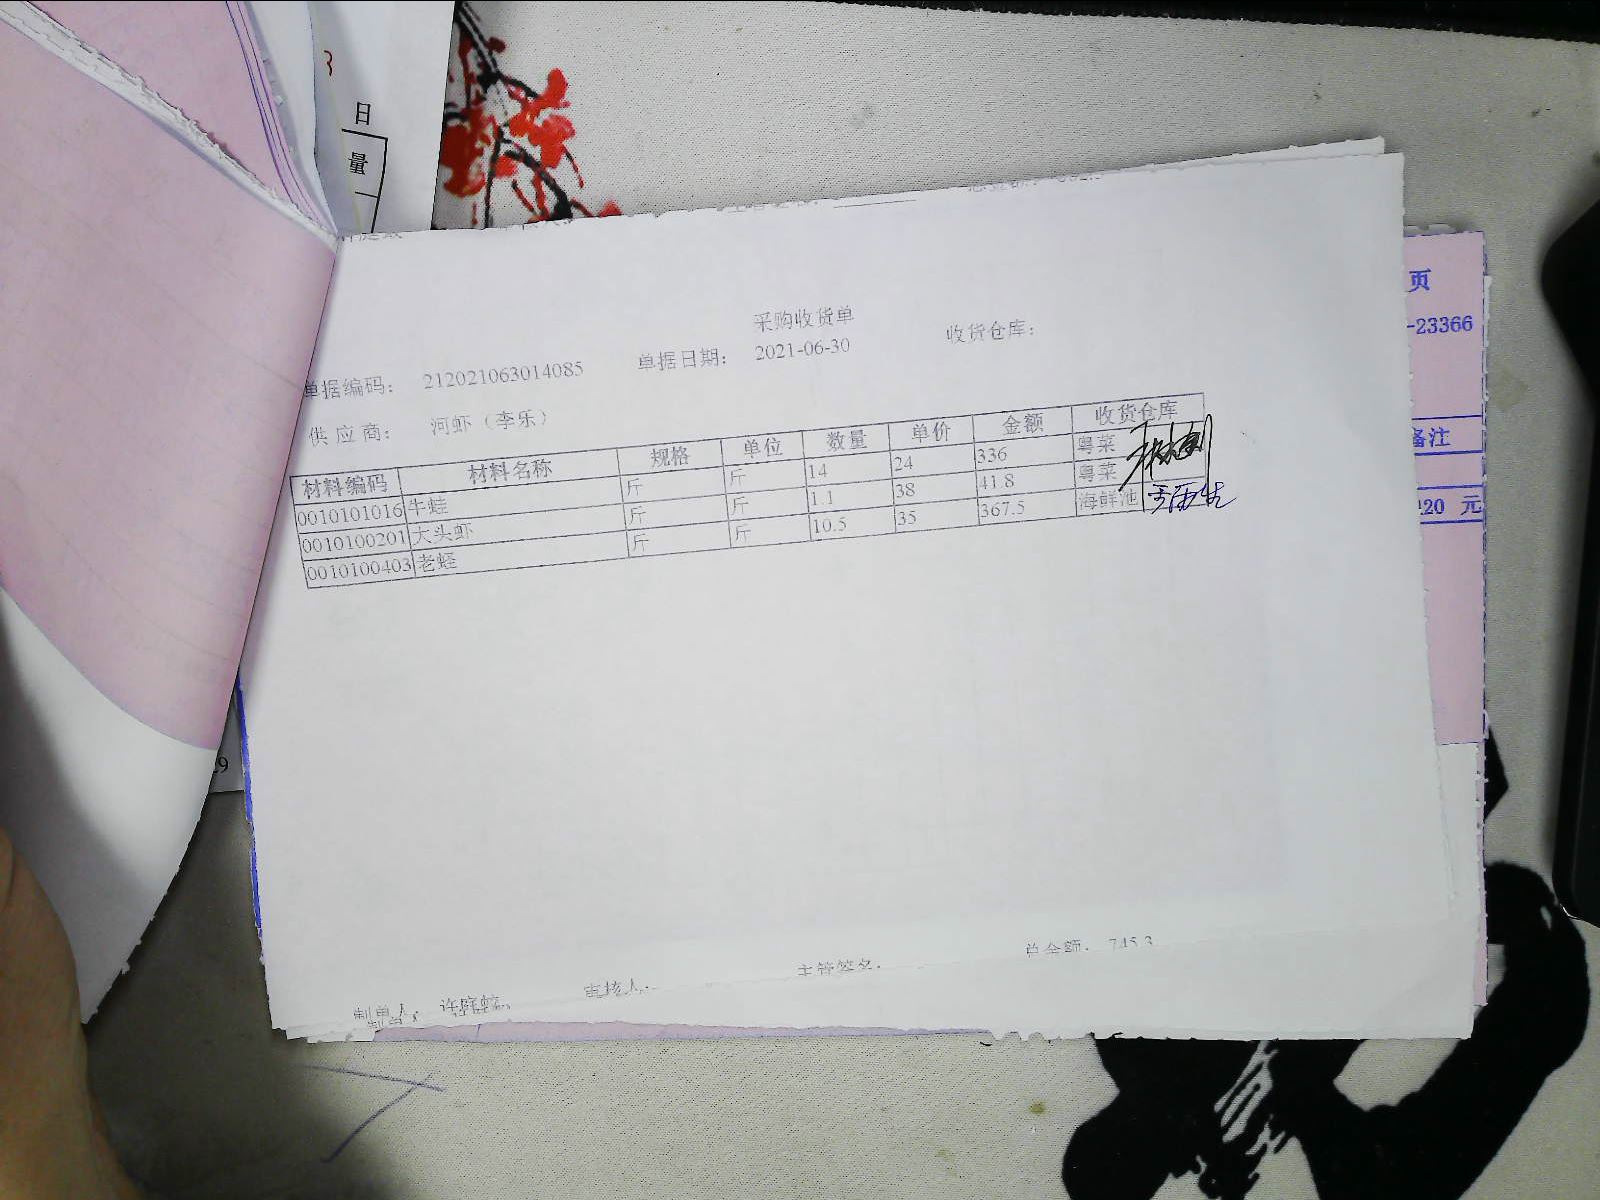 3
日
量
采购收货单
单据编码： 212021063014085 单据日期： 2021-06-30 收货仓库：
供应商： 河虾（李乐）
材料编码 材料名称 规格 单位 数量 单价 金额 收货仓库
0010101016 牛蛙 斤 斤 14 24 336 粤菜
0010100201 大头虾 斤 斤 1.1 38 41.8 粤菜
0010100403 老蛏 斤 斤 10.5 35 367.5 海鲜池
总金额： 745.3
主管签名：
审核人：
制单人：
页
-23366
备注
120 元